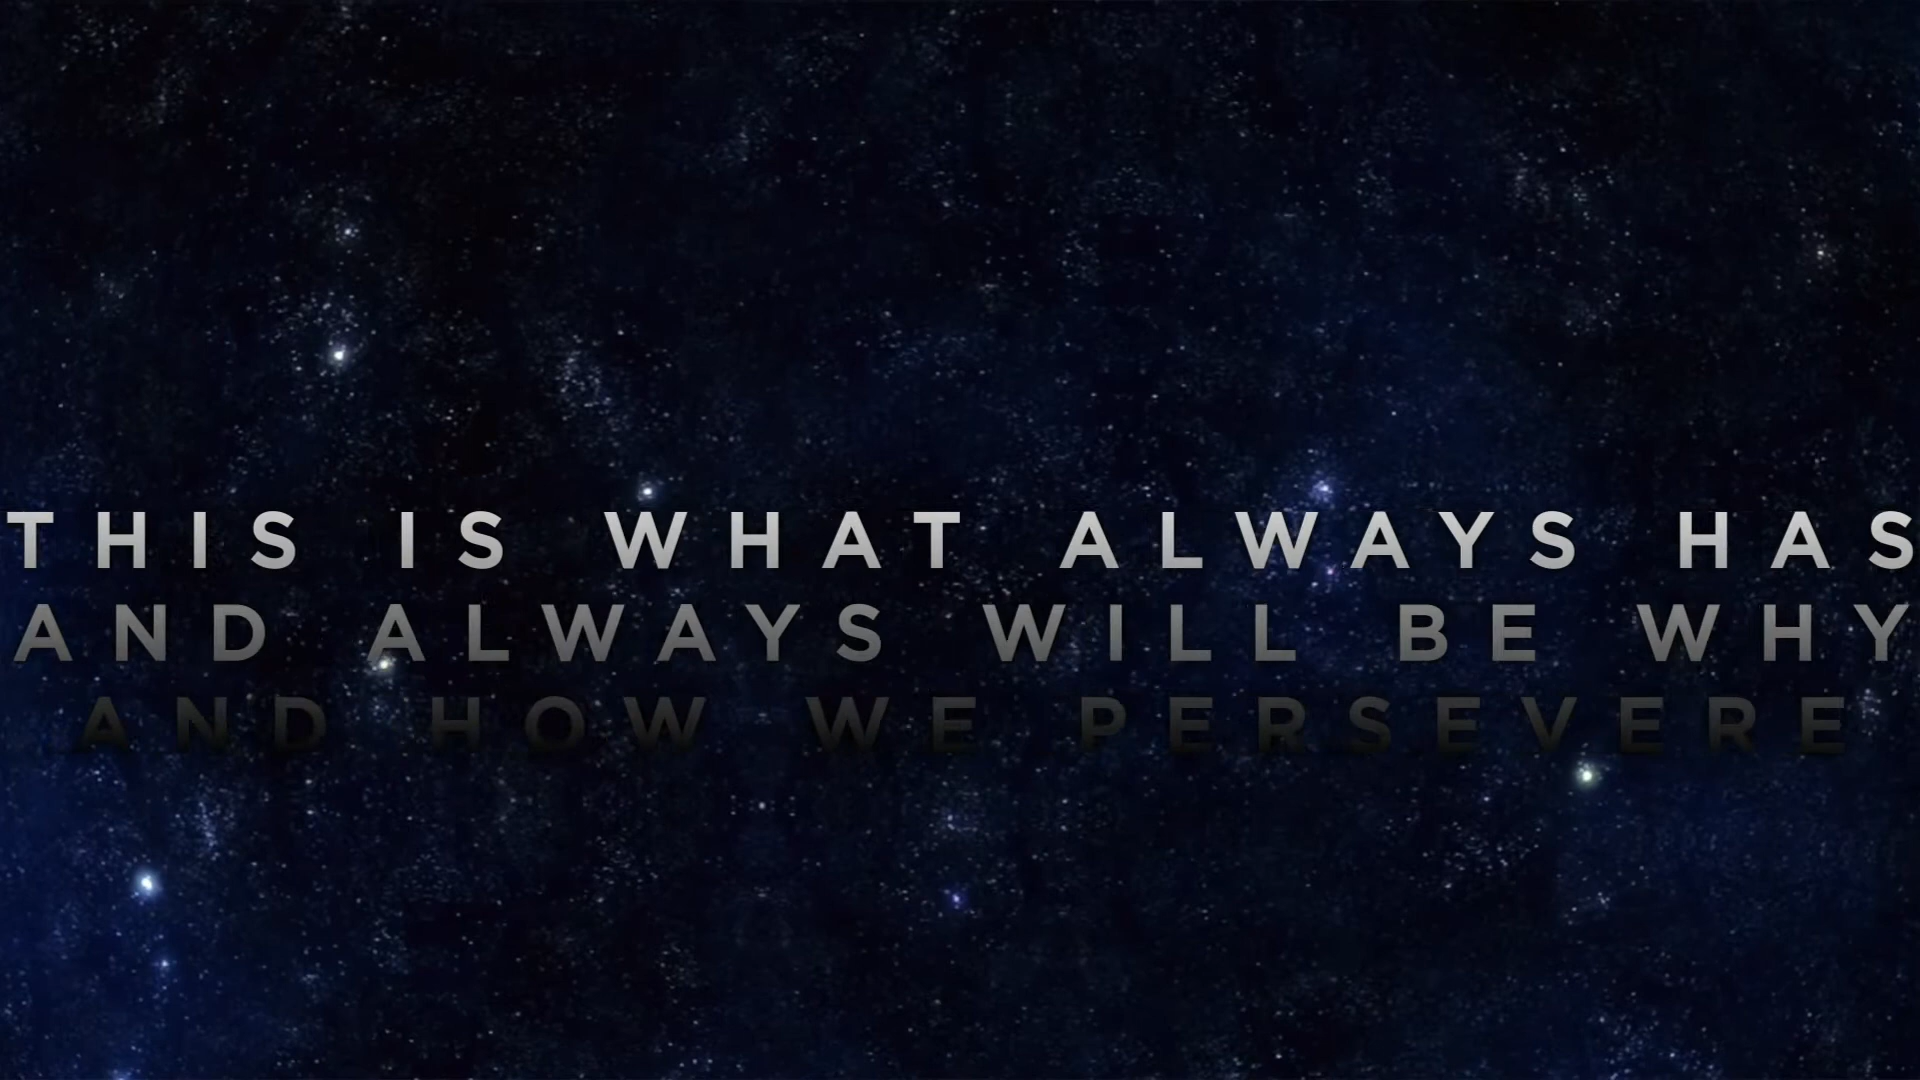 THIS IS WHAT ALWAYS HAS
AND ALWAYS WILL BE WHY
AND HOW WE PERSEVERE